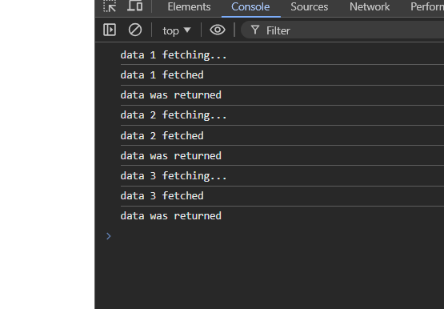 Elements Console Sources Network
top Filter
data 1 fetching...
data 1 fetched
data was returned
data 2 fetching...
data 2 fetched
data was returned
data 3 fetching...
data 3 fetched
data was returned